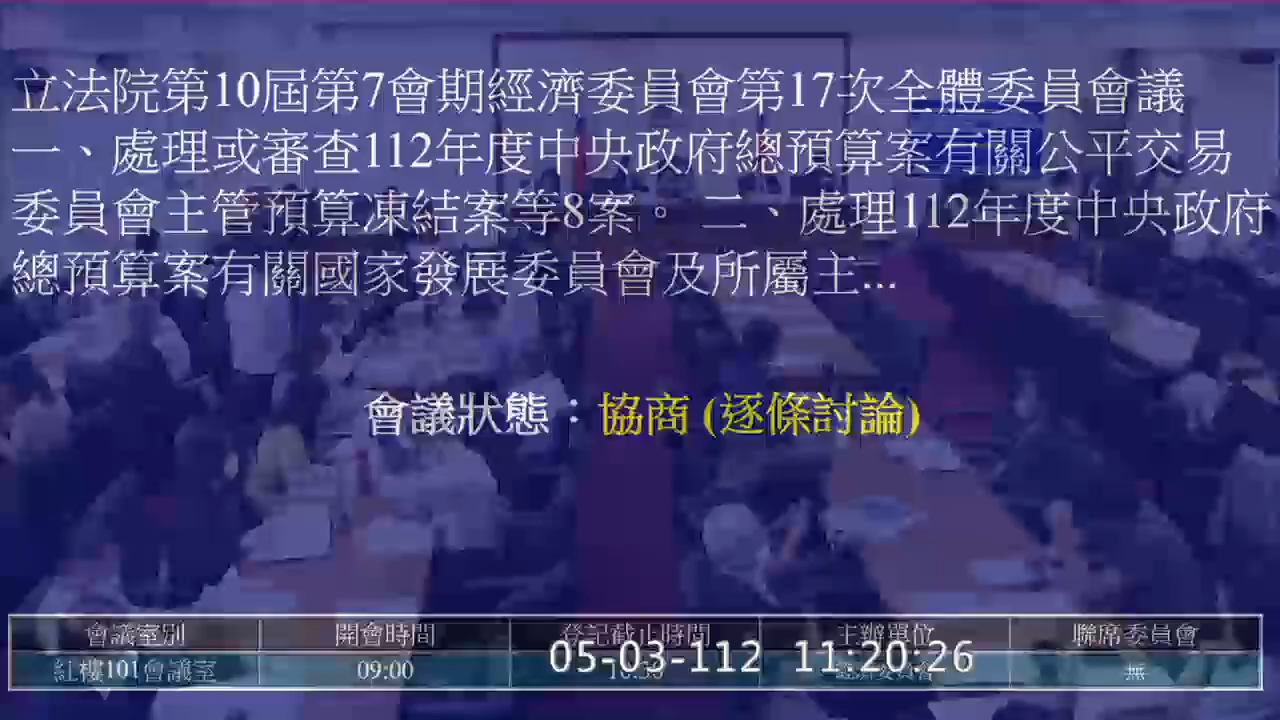 立法院第10屆第7會期經濟委員會第17次全體委員會議
一、處理或審查112年度中央政府總預算案有關公平交易
委員會主管預算凍結案等8案。 二、處理112年度中央政府
總預算案有關國家發展委員會及所屬主...
會議狀態：協商 (逐條討論)
會議室別 開會時間 登記截止時間 主辦單位 聯席委員會
紅樓101會議室 09:00 10:30 經濟委員會 無
05-03-112 11:20:26